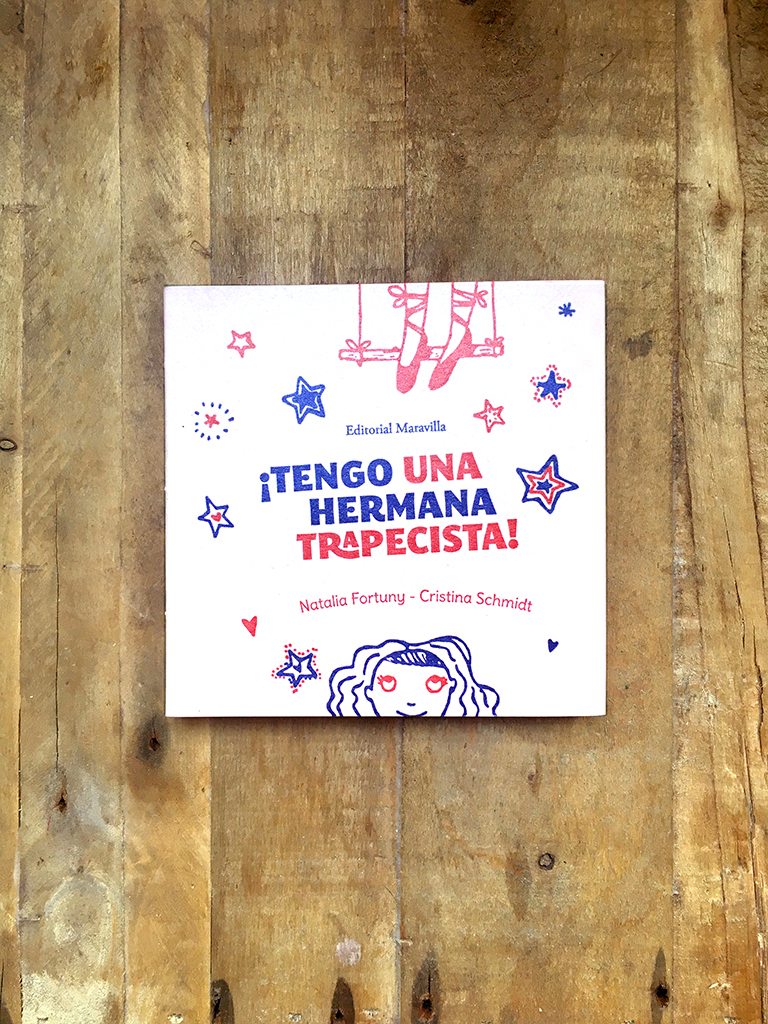 Editorial Maravilla
¡TENGO UNA
HERMANA
TRAPECISTA!
Natalia Fortuny - Cristina Schmidt